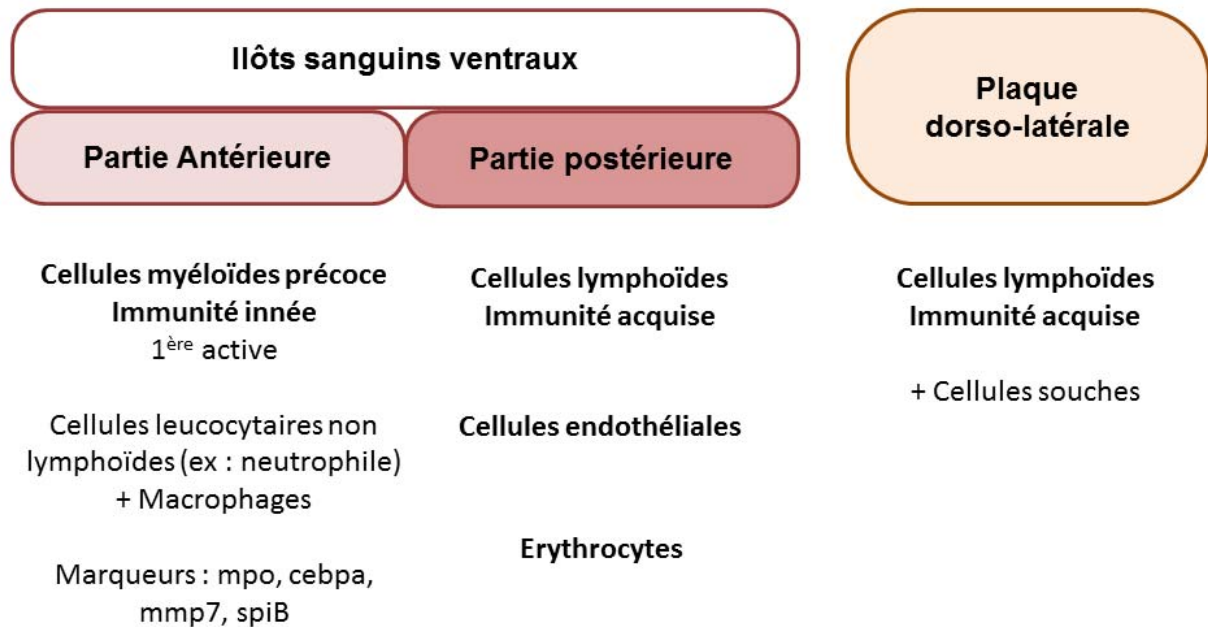 Ilôts sanguins ventraux
Partie Antérieure
Partie postérieure
Plaque
dorso-latérale
Cellules myéloïdes précoce
Immunité innée
1ère active
Cellules leucocytaires non
lymphoïdes (ex : neutrophile)
+ Macrophages
Marqueurs : mpo, cebpa,
mmp7, spiB
Cellules lymphoïdes
Immunité acquise
Cellules endothéliales
Erythrocytes
Cellules lymphoïdes
Immunité acquise
+ Cellules souches